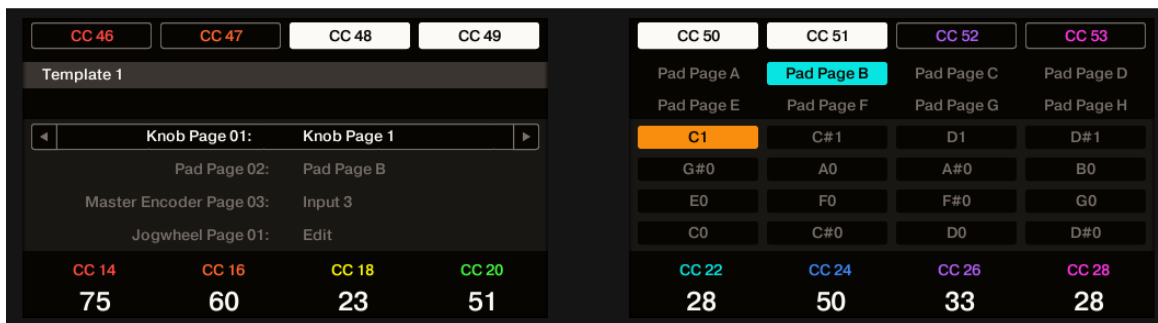 CC 46 CC 47 CC 48 CC 49
Template 1
Knob Page 01: Knob Page 1
Pad Page 02: Pad Page B
Master Encoder Page 03: Input 3
Jogwheel Page 01: Edit
CC 14 CC 16 CC 18 CC 20
75 60 23 51
CC 50 CC 51 CC 52 CC 53
Pad Page A Pad Page B Pad Page C Pad Page D
Pad Page E Pad Page F Pad Page G Pad Page H
C1 C#1 D1 D#1
G#0 A0 A#0 B0
E0 F0 F#0 G0
C0 C#0 D0 D#0
CC 22 CC 24 CC 26 CC 28
28 50 33 28